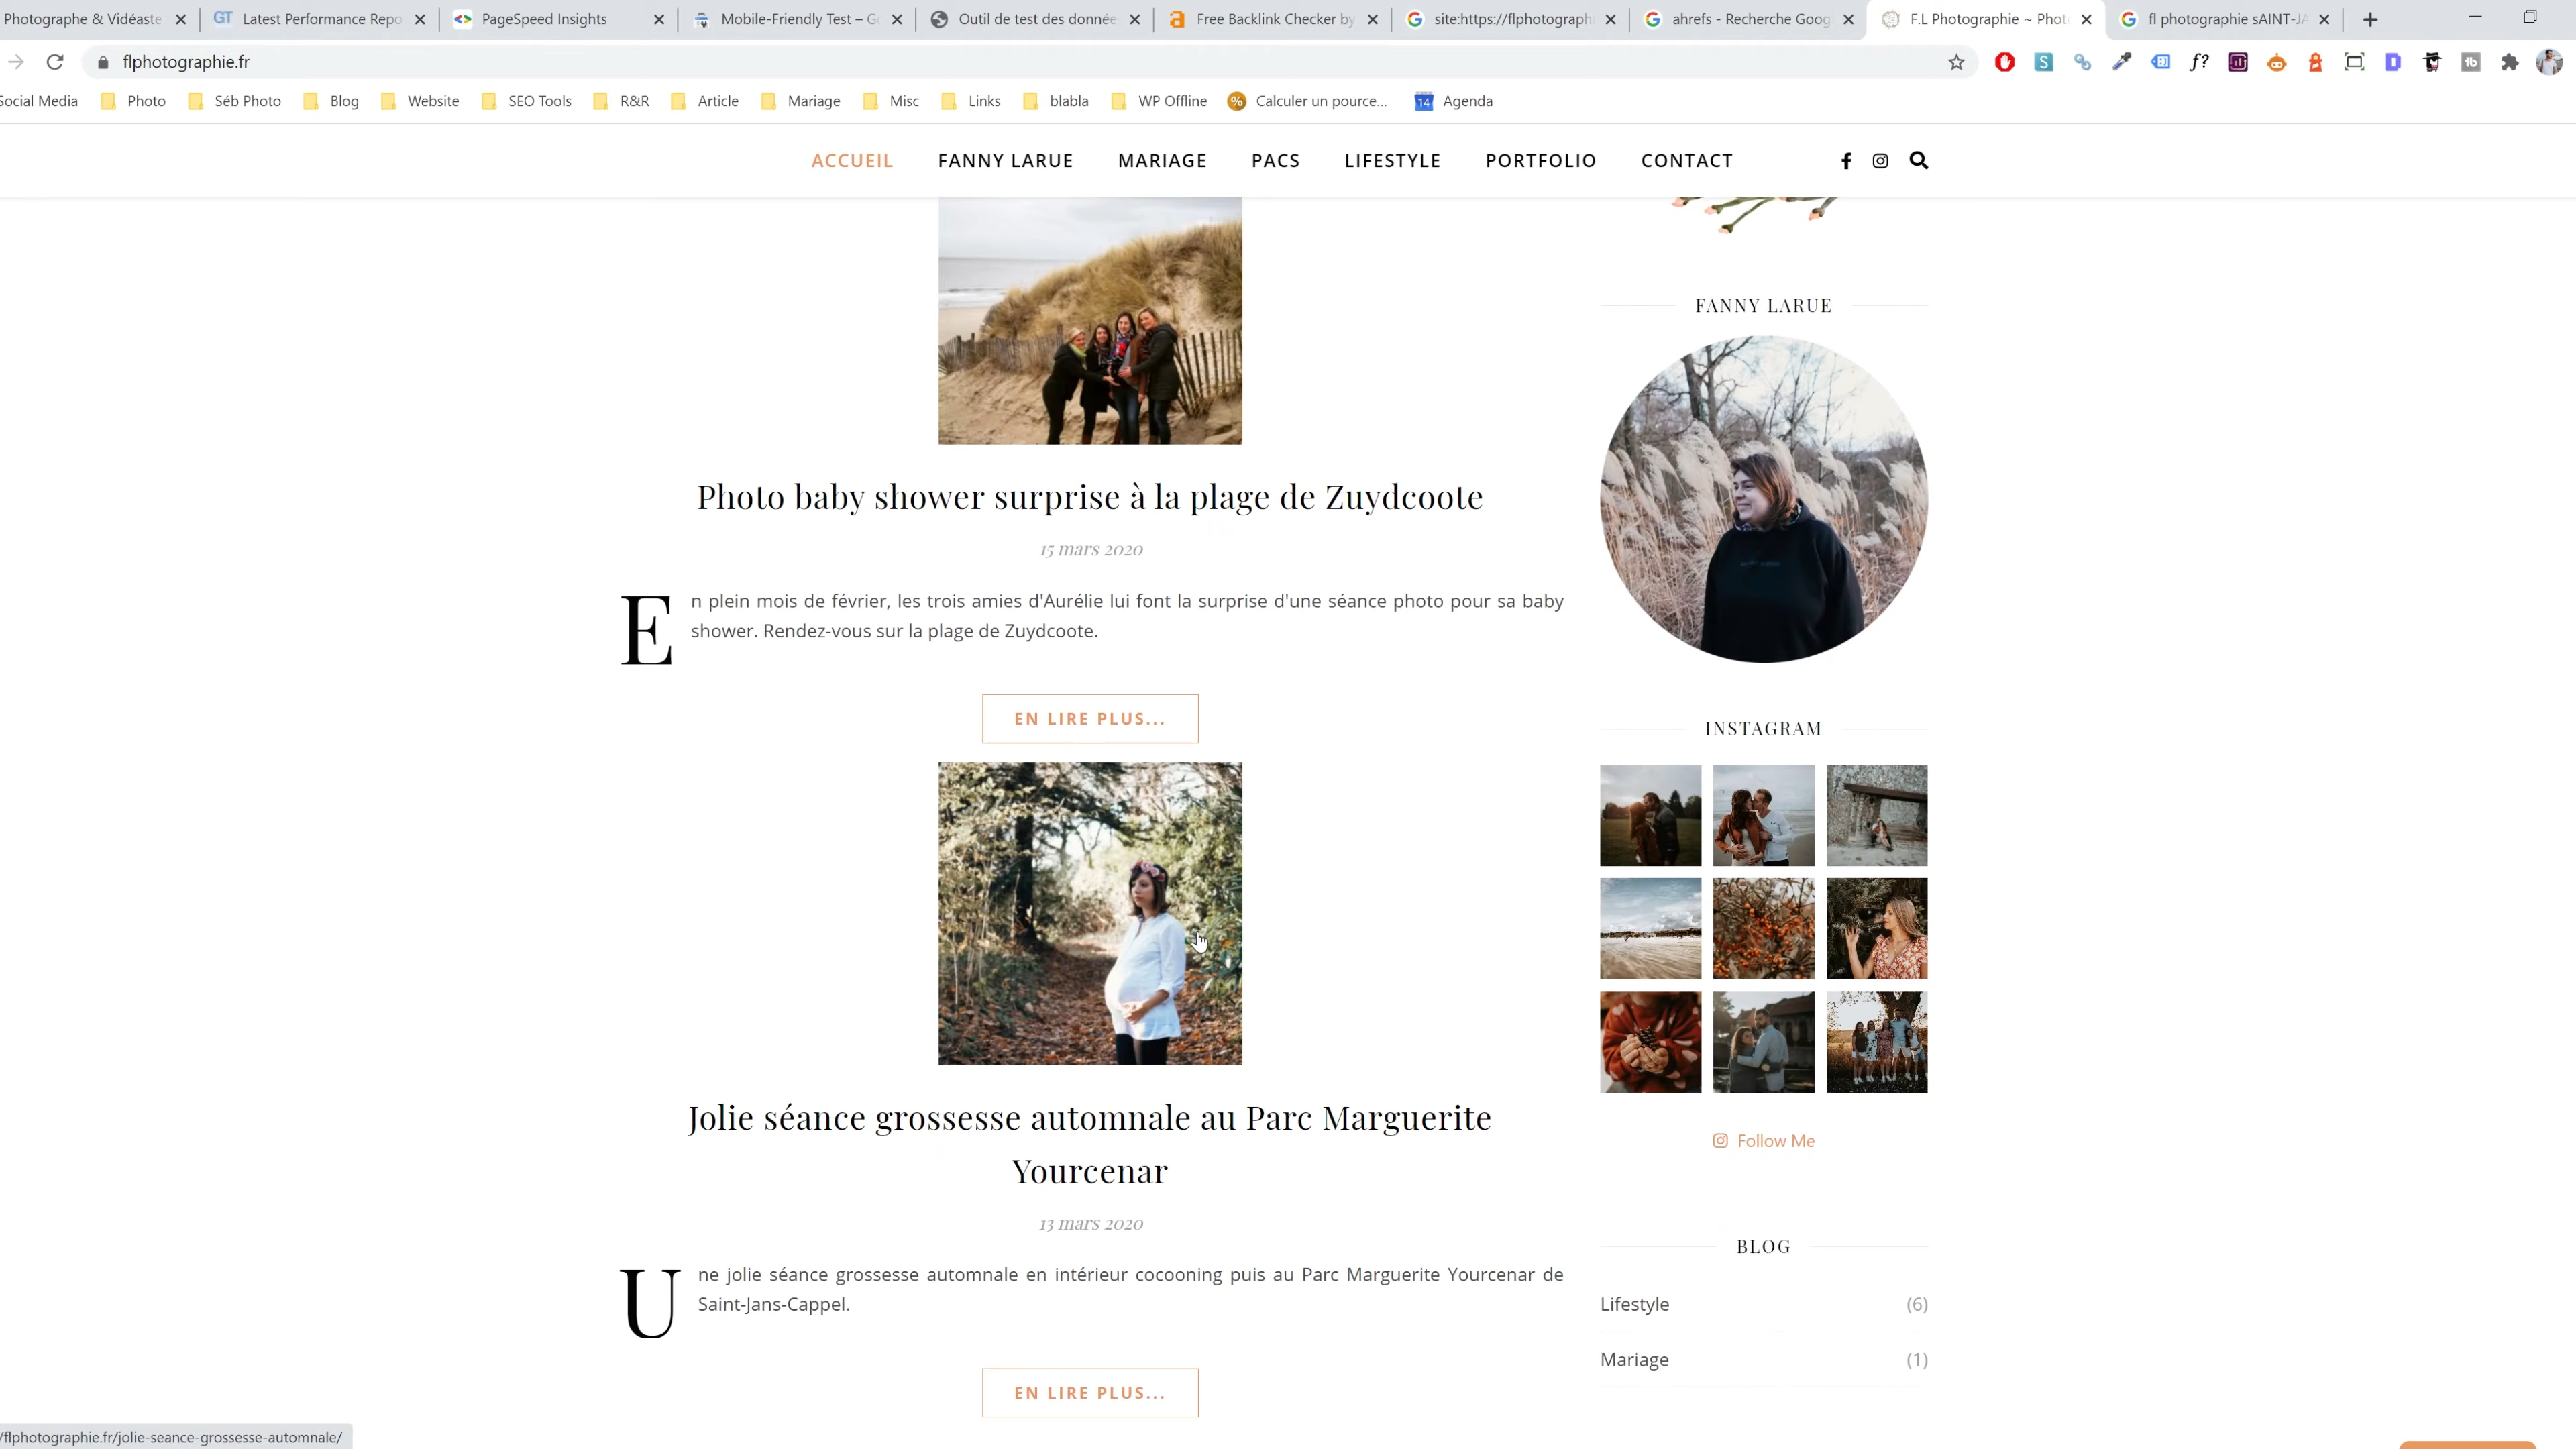 Photographe & Vidéaste
GT Latest Performance Repo
PageSpeed Insights
Mobile-Friendly Test – Go
Outil de test des donnée
Free Backlink Checker by
site:https://flphotograph
ahrefs - Recherche Goog
F.L Photographie ~ Phot
fl photographie sAINT-JA
flphotographie.fr
Social Media
Photo
Séb Photo
Blog
Website
SEO Tools
R&R
Article
Mariage
Misc
Links
blabla
WP Offline
Calculer un pource...
14
Agenda
ACCUEIL
FANNY LARUE
MARIAGE
PACS
LIFESTYLE
PORTFOLIO
CONTACT
Photo baby shower surprise à la plage de Zuydcoote
15 mars 2020
En plein mois de février, les trois amies d'Aurélie lui font la surprise d'une séance photo pour sa baby
shower. Rendez-vous sur la plage de Zuydcoote.
EN LIRE PLUS...
Jolie séance grossesse automnale au Parc Marguerite
Yourcenar
13 mars 2020
Une jolie séance grossesse automnale en intérieur cocooning puis au Parc Marguerite Yourcenar de
Saint-Jans-Cappel.
EN LIRE PLUS...
FANNY LARUE
INSTAGRAM
Follow Me
BLOG
Lifestyle (6)
Mariage (1)
/flphotographie.fr/jolie-seance-grossesse-automnale/